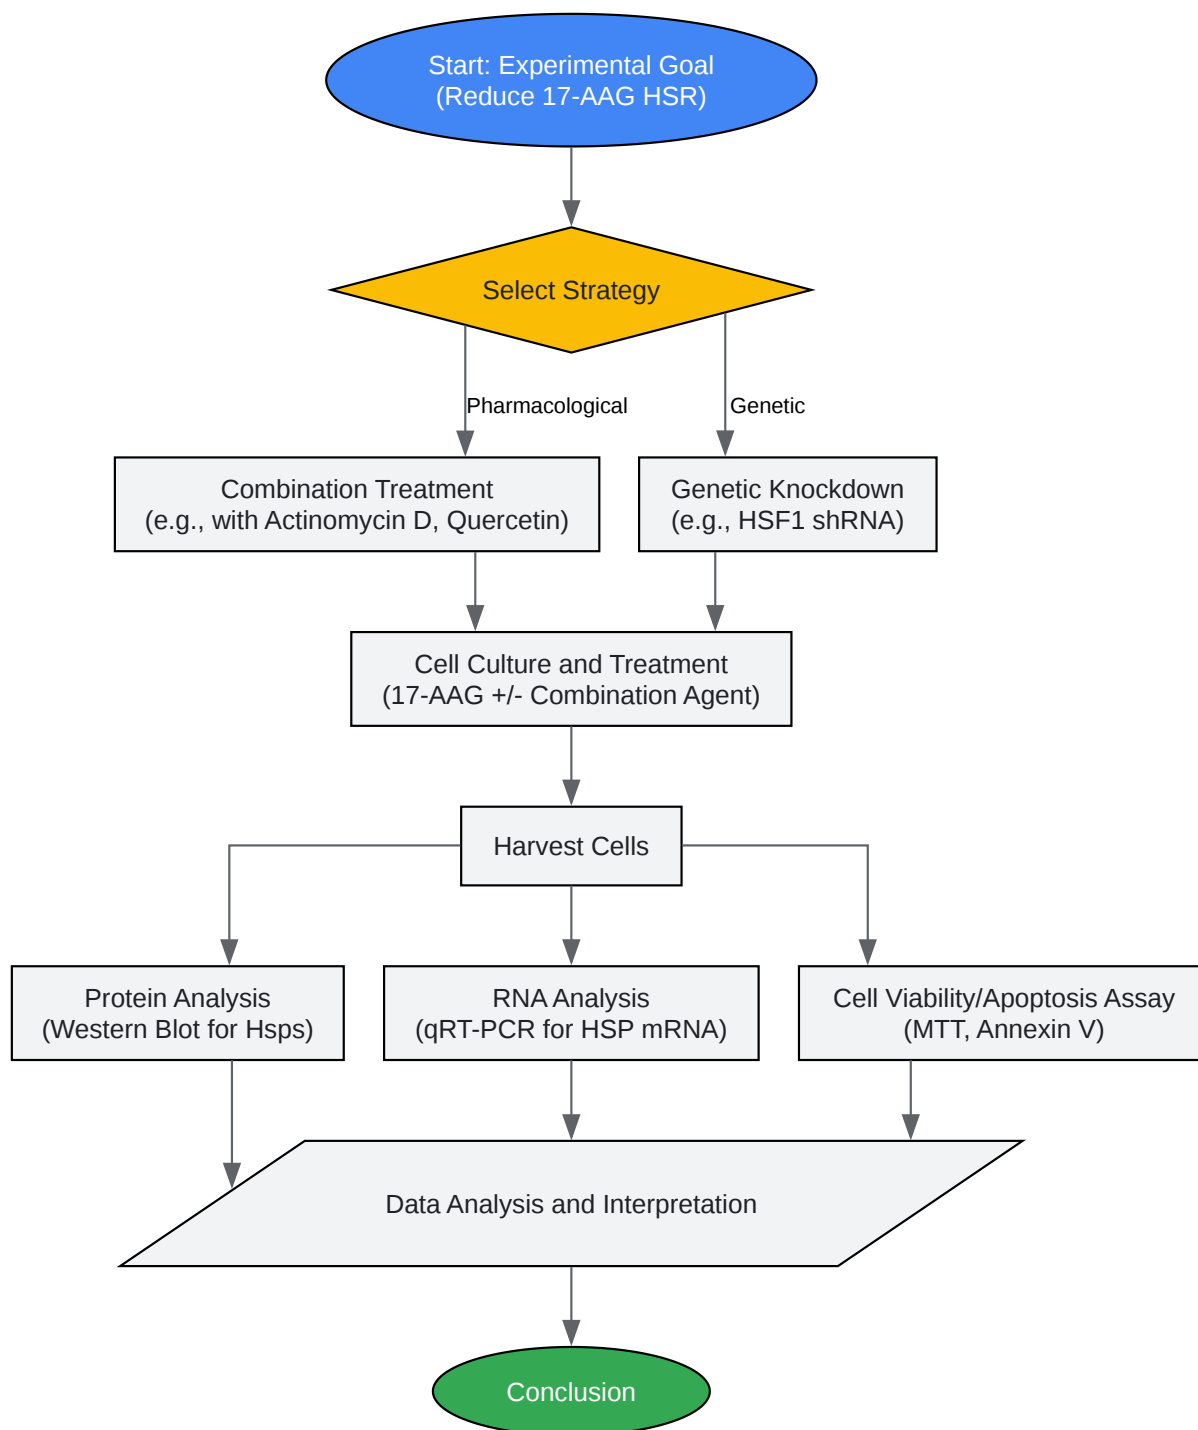 Start: Experimental Goal
(Reduce 17-AAG HSR)
Select Strategy
Pharmacological
Genetic
Combination Treatment
(e.g., with Actinomycin D, Quercetin)
Genetic Knockdown
(e.g., HSF1 shRNA)
Cell Culture and Treatment
(17-AAG +/- Combination Agent)
Harvest Cells
Protein Analysis
(Western Blot for Hsps)
RNA Analysis
(qRT-PCR for HSP mRNA)
Cell Viability/Apoptosis Assay
(MTT, Annexin V)
Data Analysis and Interpretation
Conclusion